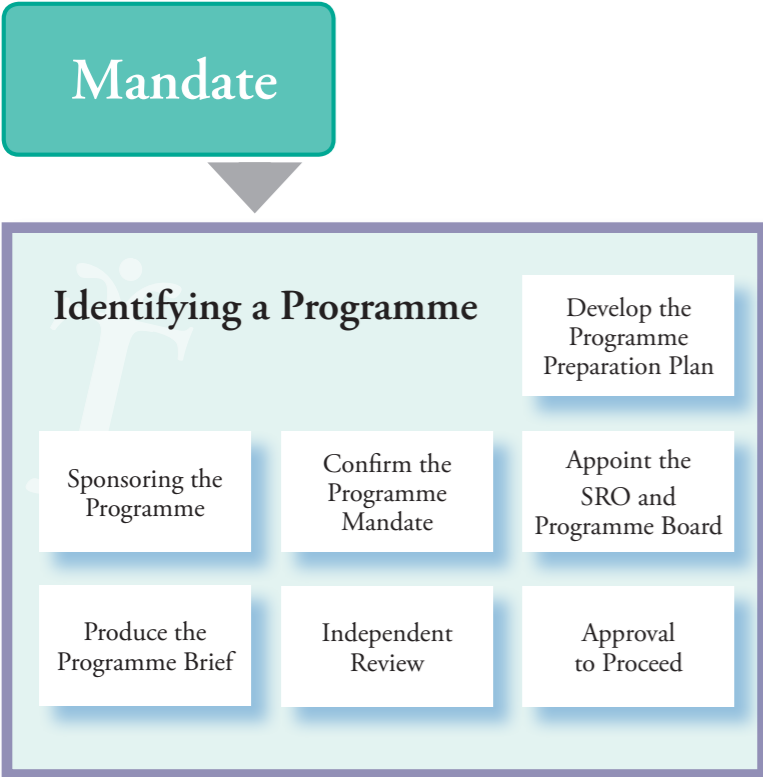 Mandate
Identifying a Programme
Develop the
Programme
Preparation Plan
Sponsoring the
Programme
Confirm the
Programme
Mandate
Appoint the
SRO and
Programme Board
Produce the
Programme Brief
Independent
Review
Approval
to Proceed